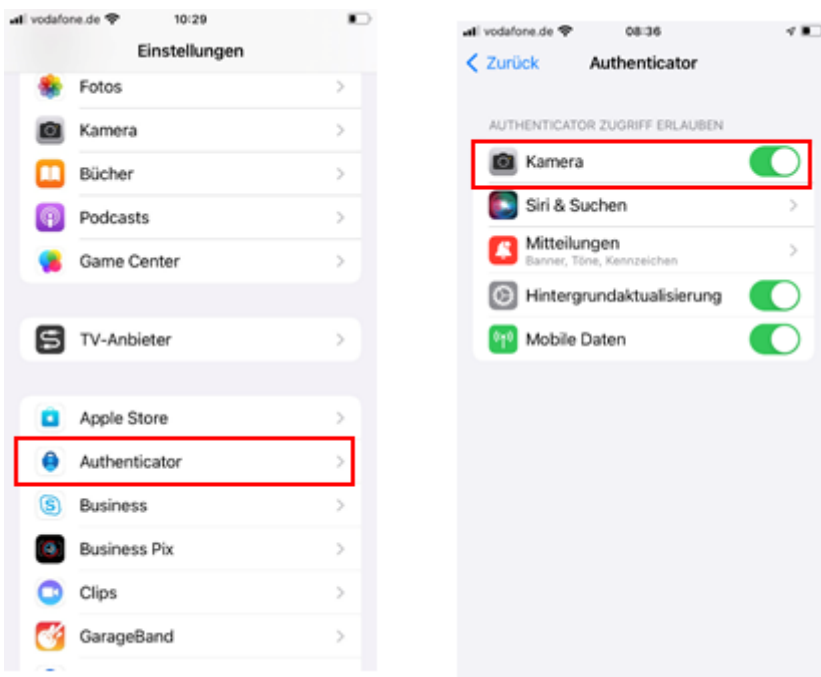 vodafone.de 10:29
Einstellungen
Fotos
Kamera
Bücher
Podcasts
Game Center
TV-Anbieter
Apple Store
Authenticator
Business
Business Pix
Clips
GarageBand
vodafone.de 08:36
Zurück Authenticator
AUTHENTICATOR ZUGRIFF ERLAUBEN
Kamera
Siri & Suchen
Mitteilungen
Banner, Töne, Kennzeichen
Hintergrundaktualisierung
Mobile Daten